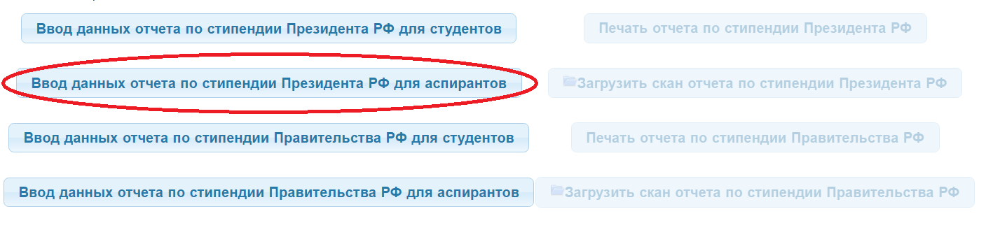 Ввод данных отчета по стипендии Президента РФ для студентов
Печать отчета по стипендии Президента РФ
Ввод данных отчета по стипендии Президента РФ для аспирантов
Загрузить скан отчета по стипендии Президента РФ
Ввод данных отчета по стипендии Правительства РФ для студентов
Печать отчета по стипендии Правительства РФ
Ввод данных отчета по стипендии Правительства РФ для аспирантов
Загрузить скан отчета по стипендии Правительства РФ